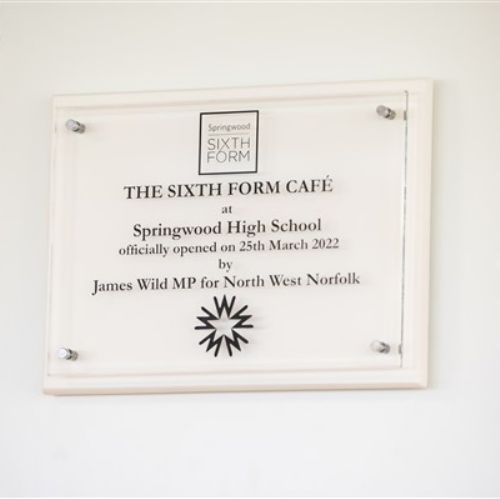 Springwood
SIXTH
FORM
THE SIXTH FORM CAFÉ
at
Springwood High School
officially opened on 25th March 2022
by
James Wild MP for North West Norfolk